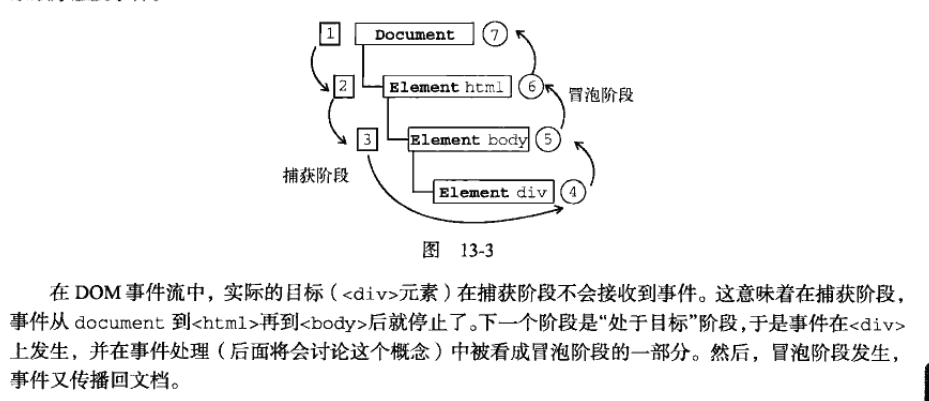 1 Document 7
2 Element html 6
冒泡阶段
3 Element body 5
捕获阶段
Element div 4
图 13-3
在 DOM 事件流中，实际的目标（<div>元素）在捕获阶段不会接收到事件。这意味着在捕获阶段，
事件从 document 到<html>再到<body>后就停止了。下一个阶段是“处于目标”阶段，于是事件在<div>
上发生，并在事件处理（后面将会讨论这个概念）中被看成冒泡阶段的一部分。然后，冒泡阶段发生，
事件又传播回文档。